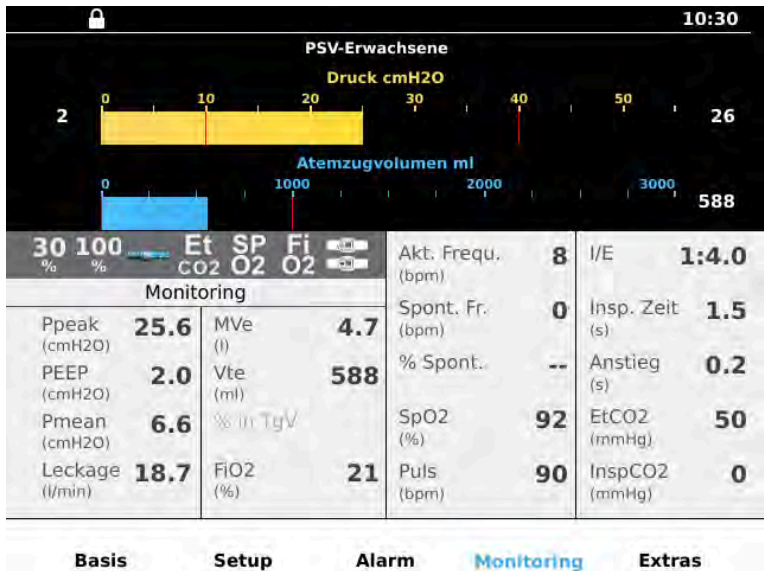 10:30
PSV-Erwachsene
Druck cmH2O
0 10 20 30 40 50
2 26
Atemzugvolumen ml
0 1000 2000 3000
588
30 % 100 % Et CO2 SP O2 Fi O2
Monitoring
Ppeak (cmH2O) 25.6
PEEP (cmH2O) 2.0
Pmean (cmH2O) 6.6
Leckage (l/min) 18.7
MVe (l) 4.7
Vte (ml) 588
% in TgV
FiO2 (%) 21
Akt. Frequ. (bpm) 8
Spont. Fr. (bpm) 0
% Spont. --
SpO2 (%) 92
Puls (bpm) 90
I/E 1:4.0
Insp. Zeit (s) 1.5
Anstieg (s) 0.2
EtCO2 (mmHg) 50
InspCO2 (mmHg) 0
Basis Setup Alarm Monitoring Extras